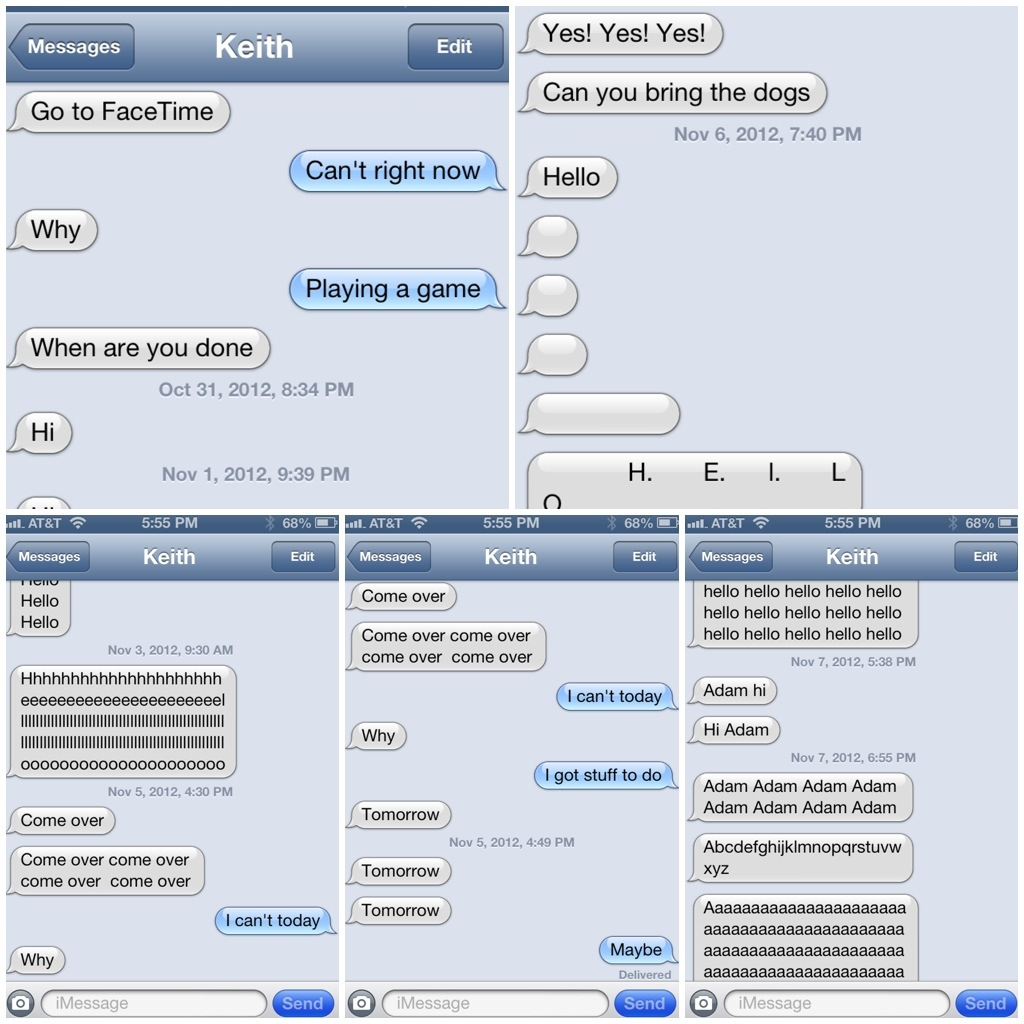 Messages
Keith
Edit
Go to FaceTime
Can't right now
Why
Playing a game
When are you done
Oct 31, 2012, 8:34 PM
Hi
Nov 1, 2012, 9:39 PM
Yes! Yes! Yes!
Can you bring the dogs
Nov 6, 2012, 7:40 PM
Hello
H. E. I. L
O
AT&T 5:55 PM 68%
Messages
Keith
Edit
Hello
Hello
Hello
Nov 3, 2012, 9:30 AM
Hhhhhhhhhhhhhhhhhhhhh
eeeeeeeeeeeeeeeeeeeeeel
llllllllllllllllllllllllllllllllllllllllllllllllll
llllllllllllllllllllllllllllllllllllllllllllllllll
ooooooooooooooooooooo
Nov 5, 2012, 4:30 PM
Come over
Come over come over
come over  come over
I can't today
Why
iMessage
Send
AT&T 5:55 PM 68%
Messages
Keith
Edit
Come over
Come over come over
come over  come over
I can't today
Why
I got stuff to do
Tomorrow
Nov 5, 2012, 4:49 PM
Tomorrow
Tomorrow
Maybe
Delivered
iMessage
Send
AT&T 5:55 PM 68%
Messages
Keith
Edit
hello hello hello hello hello
hello hello hello hello hello
hello hello hello hello hello
Nov 7, 2012, 5:38 PM
Adam hi
Hi Adam
Nov 7, 2012, 6:55 PM
Adam Adam Adam Adam
Adam Adam Adam Adam
Abcdefghijklmnopqrstuvw
xyz
Aaaaaaaaaaaaaaaaaaaaaa
aaaaaaaaaaaaaaaaaaaaaa
aaaaaaaaaaaaaaaaaaaaaa
aaaaaaaaaaaaaaaaaaaaaa
iMessage
Send